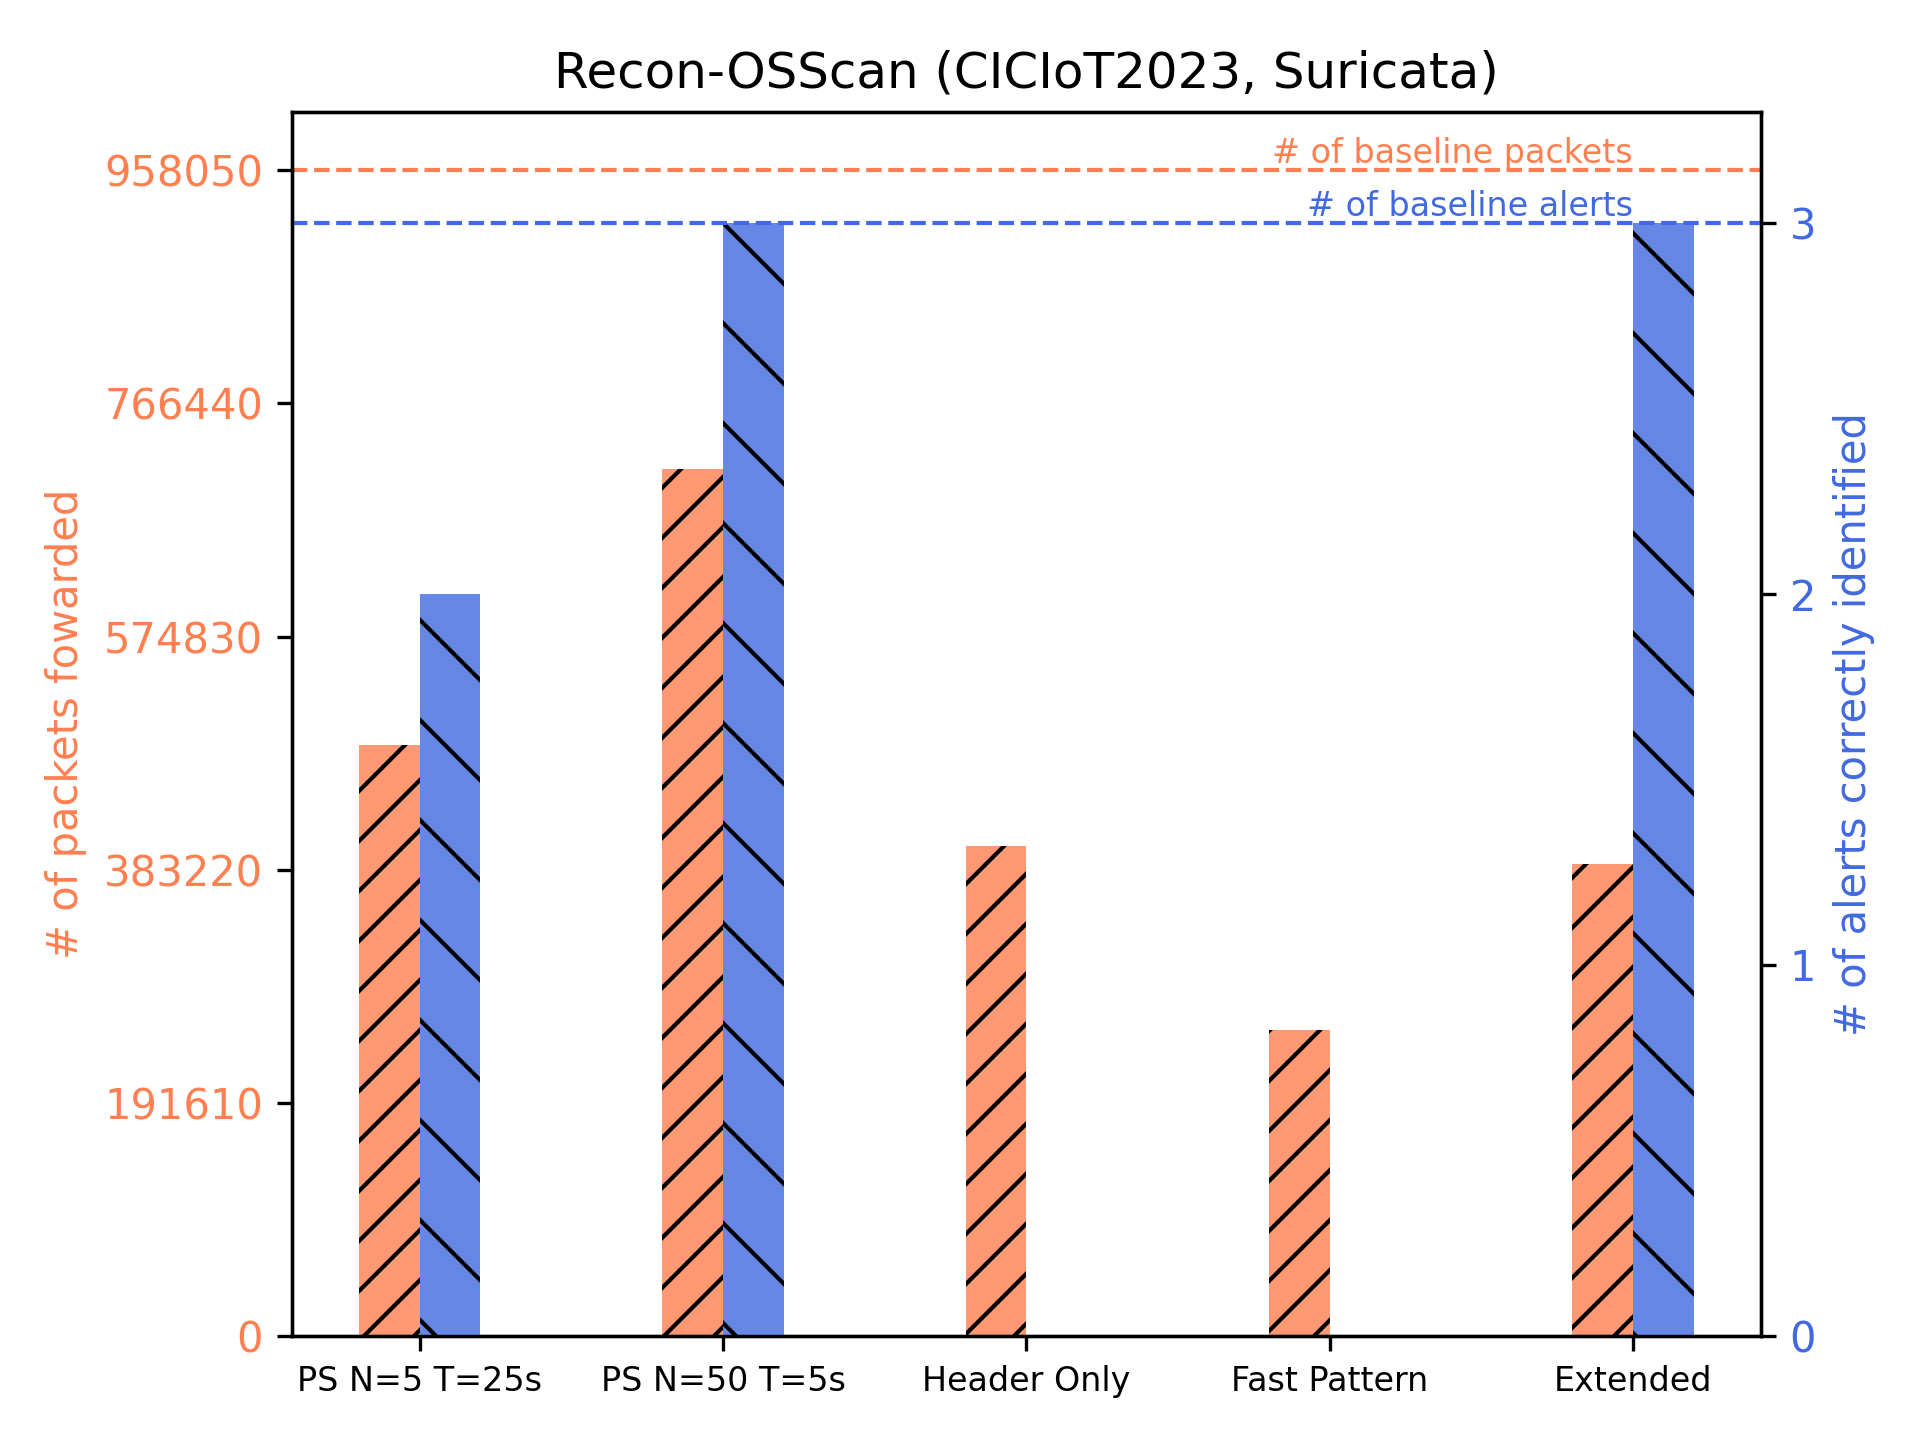 Recon-OSScan (CICIoT2023, Suricata)
# of baseline packets
# of baseline alerts
958050
766440
574830
383220
191610
0
# of packets fowarded
3
2
1
0
# of alerts correctly identified
PS N=5 T=25s
PS N=50 T=5s
Header Only
Fast Pattern
Extended